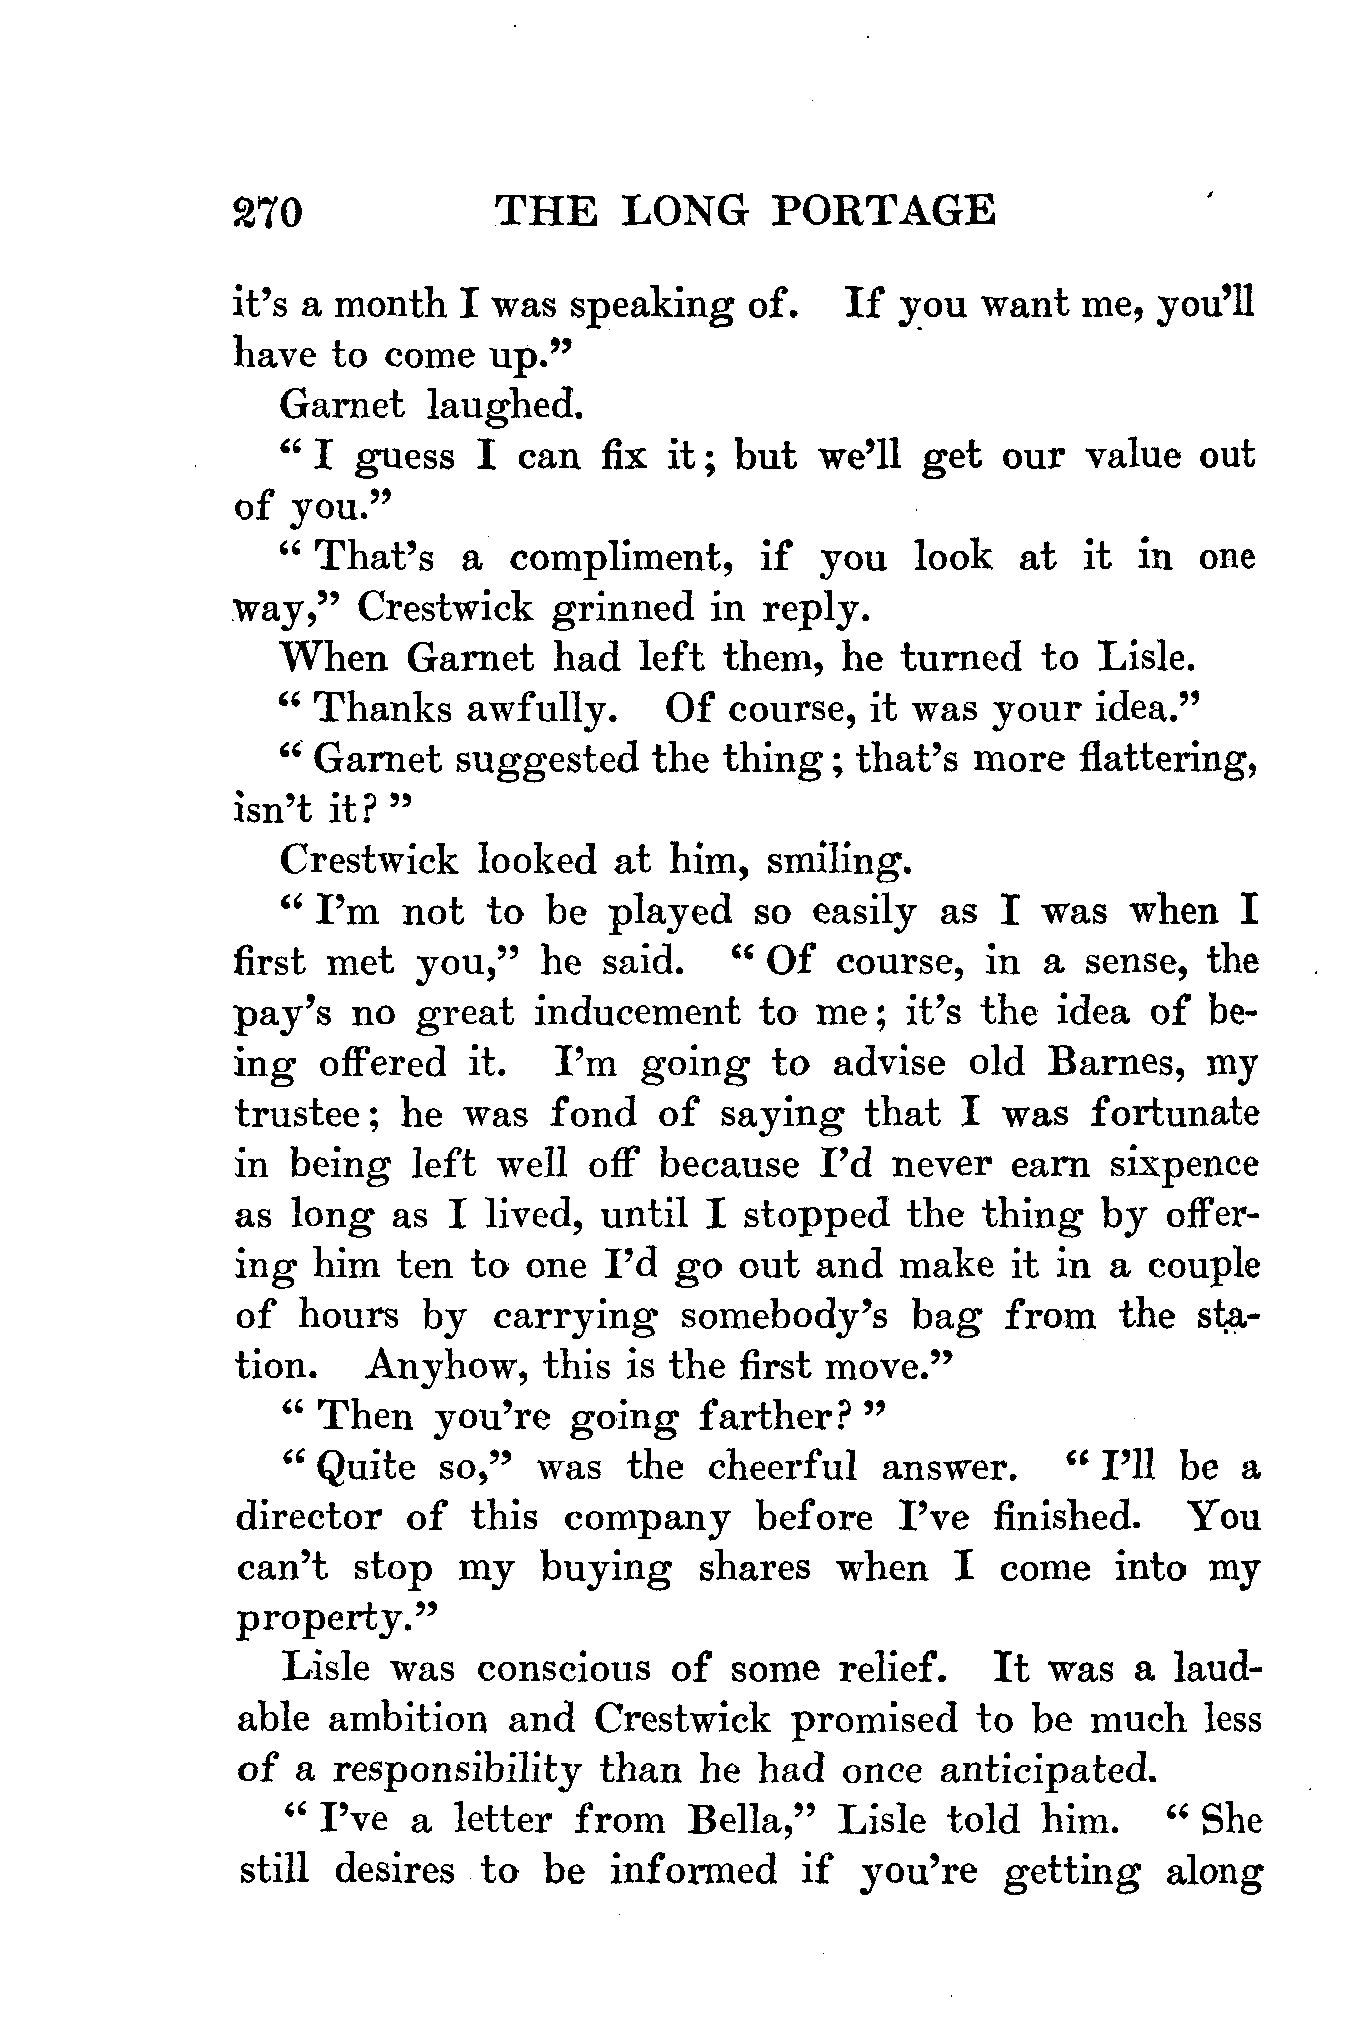 270 THE LONG PORTAGE
it's a month I was speaking of. If you want me, you'll
have to come up."
Garnet laughed.
"I guess I can fix it; but we'll get our value out
of you."
"That's a compliment, if you look at it in one
way," Crestwick grinned in reply.
When Garnet had left them, he turned to Lisle.
"Thanks awfully. Of course, it was your idea."
"Garnet suggested the thing; that's more flattering,
isn't it?"
Crestwick looked at him, smiling.
"I'm not to be played so easily as I was when I
first met you," he said. "Of course, in a sense, the
pay's no great inducement to me; it's the idea of be-
ing offered it. I'm going to advise old Barnes, my
trustee; he was fond of saying that I was fortunate
in being left well off because I'd never earn sixpence
as long as I lived, until I stopped the thing by offer-
ing him ten to one I'd go out and make it in a couple
of hours by carrying somebody's bag from the sta-
tion. Anyhow, this is the first move."
"Then you're going farther?"
"Quite so," was the cheerful answer. "I'll be a
director of this company before I've finished. You
can't stop my buying shares when I come into my
property."
Lisle was conscious of some relief. It was a laud-
able ambition and Crestwick promised to be much less
of a responsibility than he had once anticipated.
"I've a letter from Bella," Lisle told him. "She
still desires to be informed if you're getting along